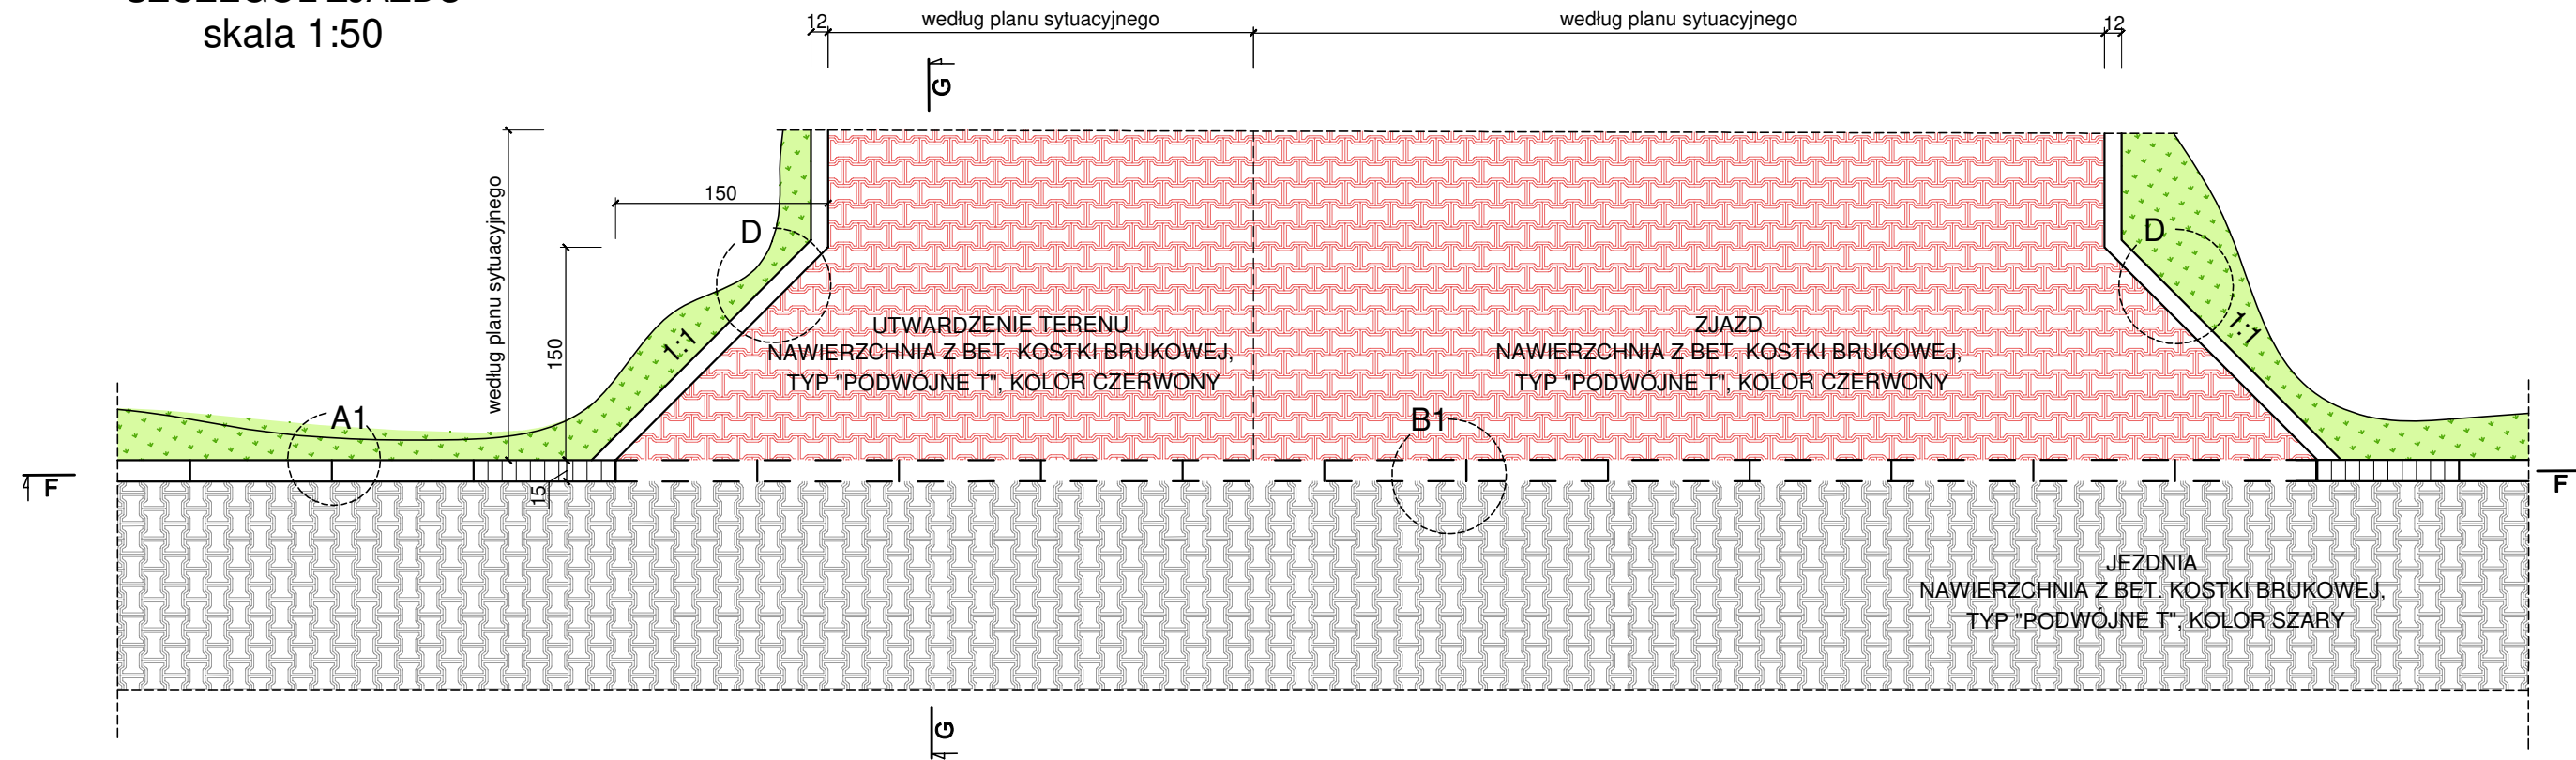 skala 1:50
12
według planu sytuacyjnego
według planu sytuacyjnego
12
G
według planu sytuacyjnego
150
150
D
D
1:1
1:1
UTWARDZENIE TERENU
NAWIERZCHNIA Z BET. KOSTKI BRUKOWEJ,
TYP "PODWÓJNE T", KOLOR CZERWONY
ZJAZD
NAWIERZCHNIA Z BET. KOSTKI BRUKOWEJ,
TYP "PODWÓJNE T", KOLOR CZERWONY
A1
B1
F
15
F
JEZDNIA
NAWIERZCHNIA Z BET. KOSTKI BRUKOWEJ,
TYP "PODWÓJNE T", KOLOR SZARY
G